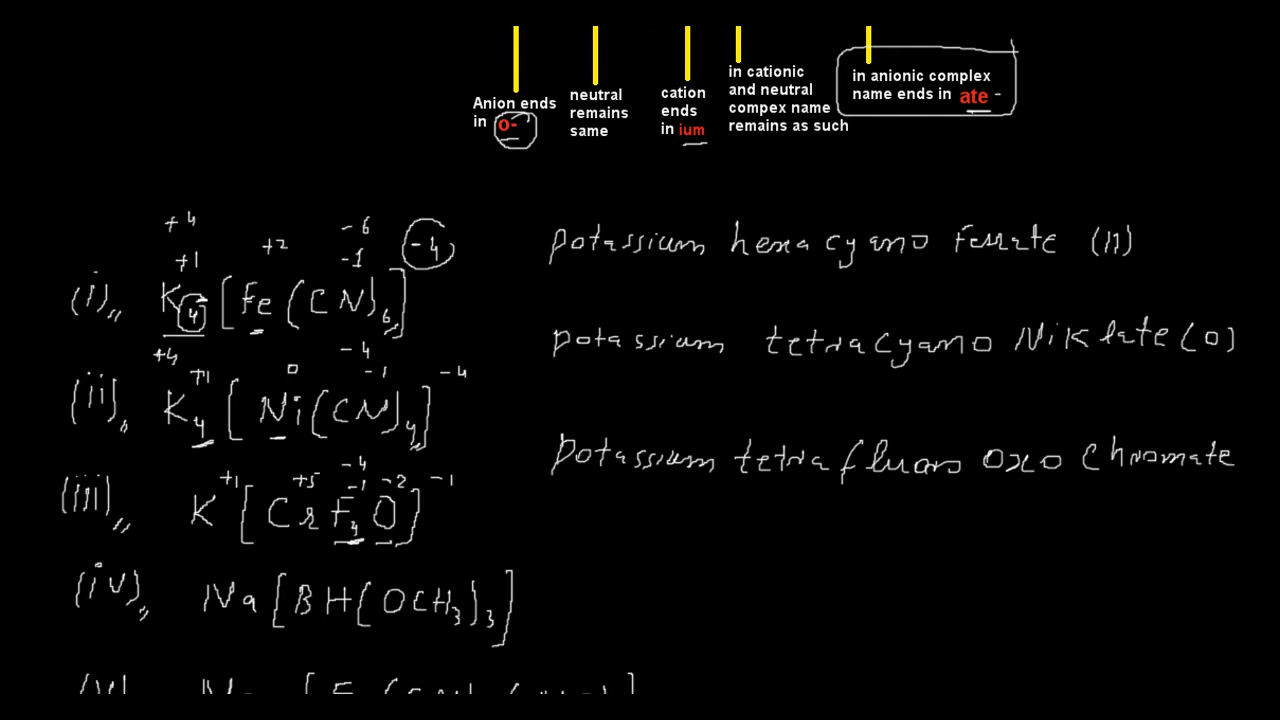 Anion ends in o-
neutral remains same
cation ends in ium
in cationic and neutral compex name remains as such
in anionic complex name ends in ate -
+4 -6
+1 +2 -1 -4
(i),, K4 [Fe(CN)6] potassium hexa cyano Ferrate (II)
+4 -4
+1 0 -1 -4
(ii),, K4 [Ni(CN)4] potassium tetracyano Niklate (0)
-4
+1 +5 -1 -2 -1
(iii),, K [CrF4O] potassium tetrafluoro oxo Chromate
(iv),, Na [BH(OCH3)3]
(v)